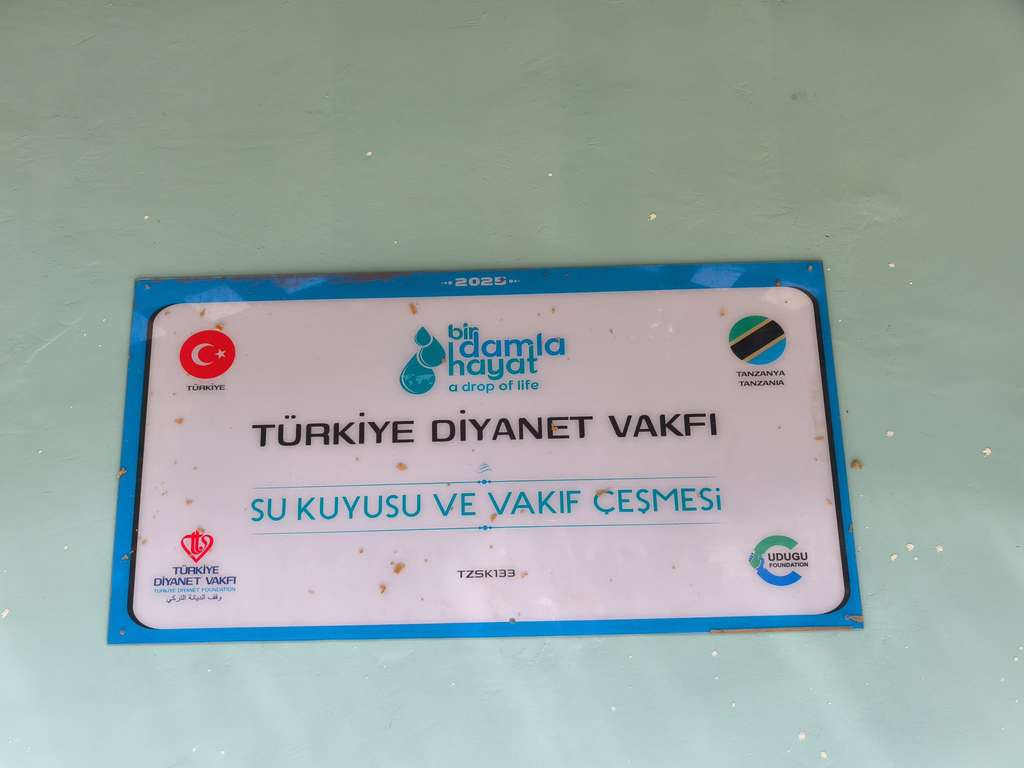 2025
bir
damla
hayat
a drop of life
TÜRKİYE
TANZANYA
TANZANIA
TÜRKİYE DİYANET VAKFI
SU KUYUSU VE VAKIF ÇEŞMESİ
TÜRKİYE
DİYANET VAKFI
TÜRKİYE DİYANET FOUNDATION
وقف الديانة التركي
TZSK133
UDUGU
FOUNDATION